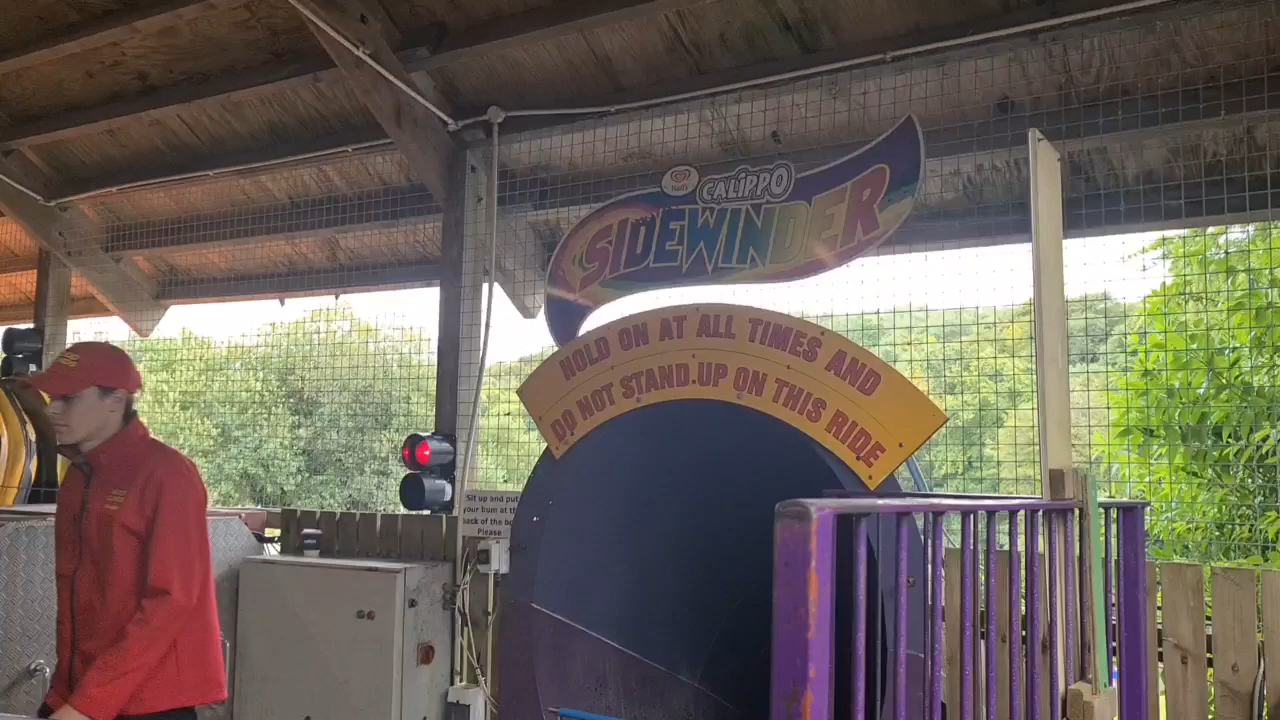 Wall's
CALIPPO
SIDEWINDER
HOLD ON AT ALL TIMES AND
DO NOT STAND UP ON THIS RIDE
Sit up and put
your bum at the
back of the bo
Please